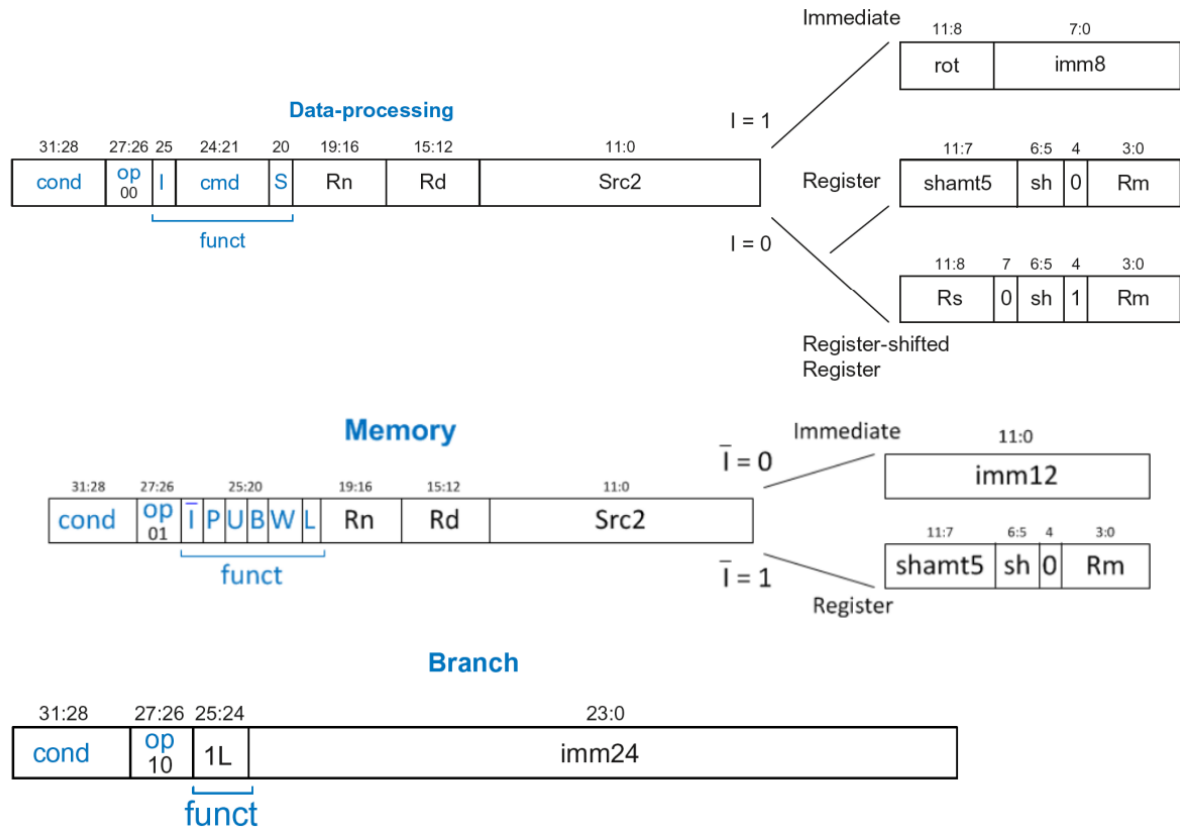 Immediate
11:8 7:0
rot imm8
Data-processing
I = 1
31:28 27:26 25 24:21 20 19:16 15:12 11:0
cond op 00 I cmd S Rn Rd Src2
funct
Register
11:7 6:5 4 3:0
shamt5 sh 0 Rm
I = 0
11:8 7 6:5 4 3:0
Rs 0 sh 1 Rm
Register-shifted
Register
Memory
Immediate
11:0
imm12
I̅ = 0
31:28 27:26 25:20 19:16 15:12 11:0
cond op 01 I̅ P U B W L Rn Rd Src2
funct
11:7 6:5 4 3:0
shamt5 sh 0 Rm
I̅ = 1
Register
Branch
31:28 27:26 25:24 23:0
cond op 10 1L imm24
funct